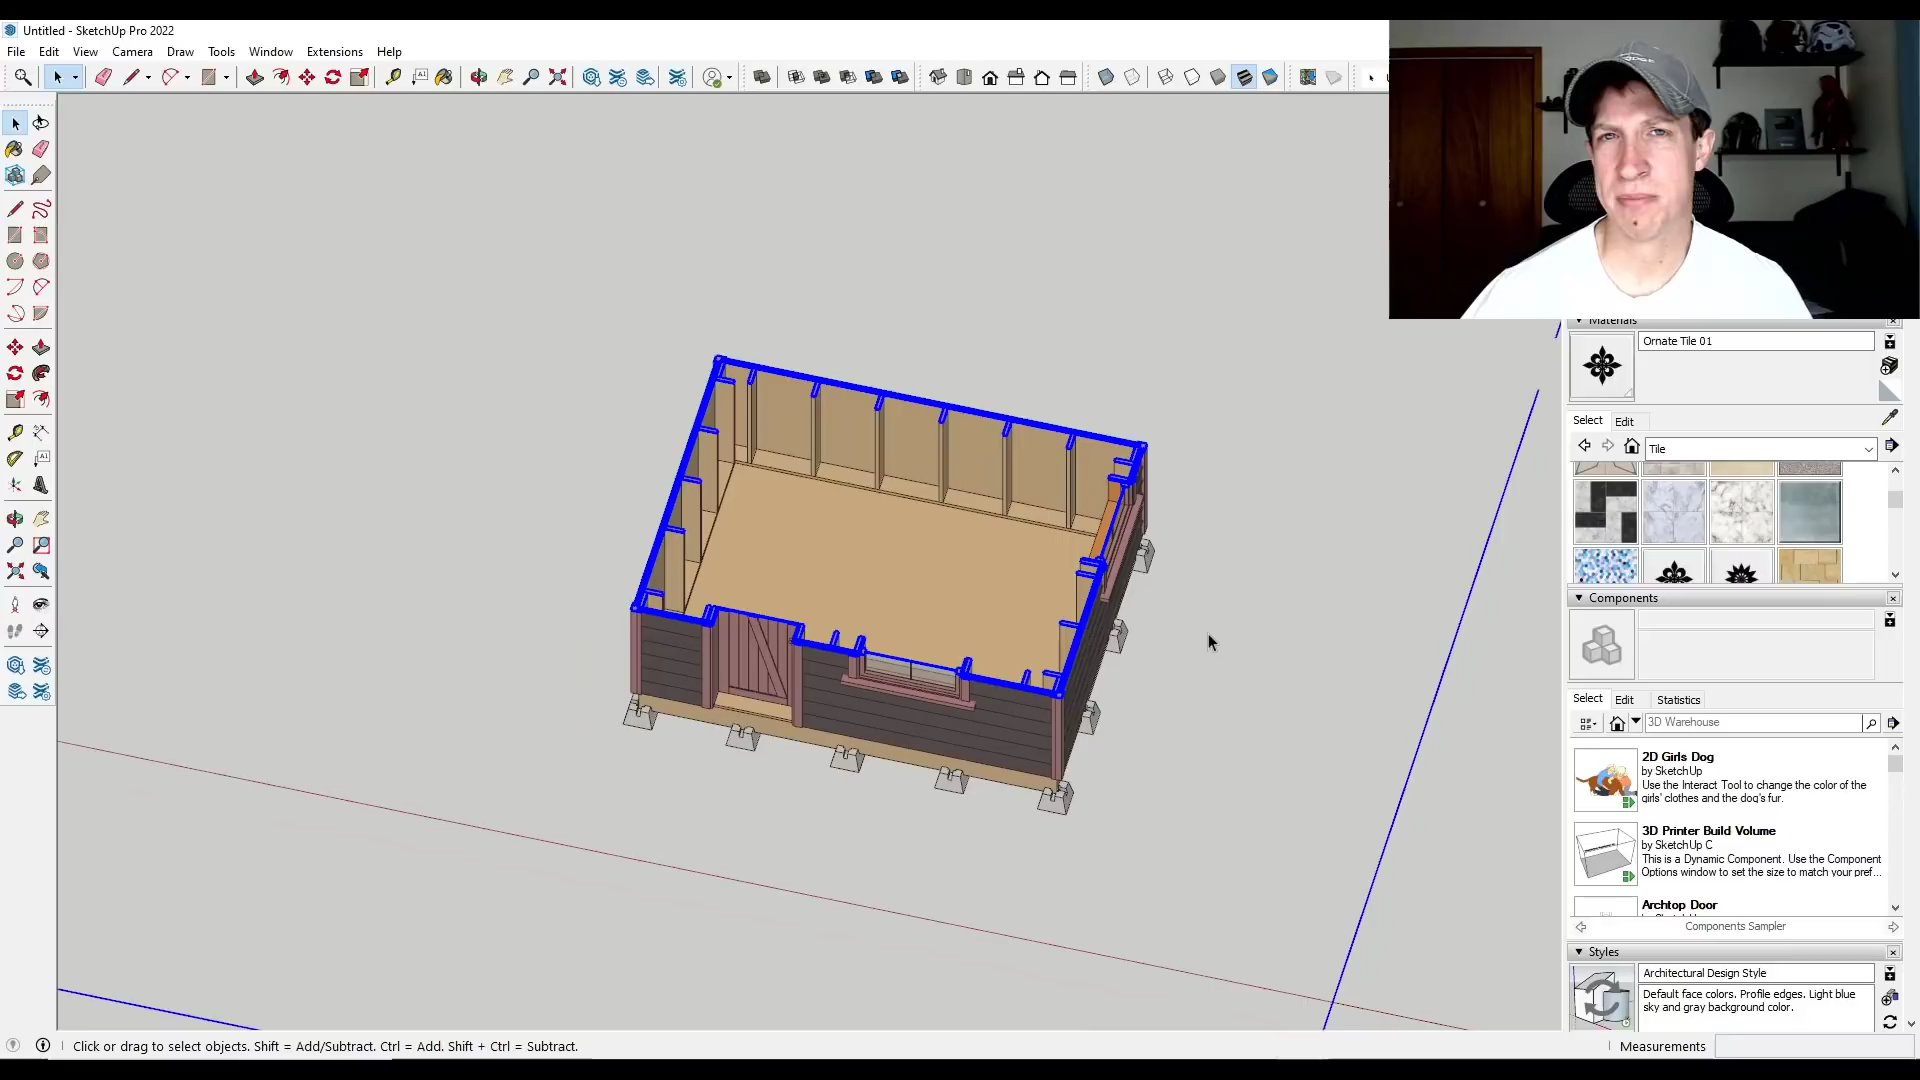 Untitled - SketchUp Pro 2022
File Edit View Camera Draw Tools Window Extensions Help
Materials
Ornate Tile 01
Select Edit
Tile
Components
Select Edit Statistics
3D Warehouse
2D Girls Dog
by SketchUp
Use the Interact Tool to change the color of the
girls' clothes and the dog's fur.
3D Printer Build Volume
by SketchUp C
This is a Dynamic Component. Use the Component
Options window to set the size to match your pref...
Archtop Door
Components Sampler
Styles
Architectural Design Style
Default face colors. Profile edges. Light blue
sky and gray background color.
Click or drag to select objects. Shift = Add/Subtract. Ctrl = Add. Shift + Ctrl = Subtract.
Measurements